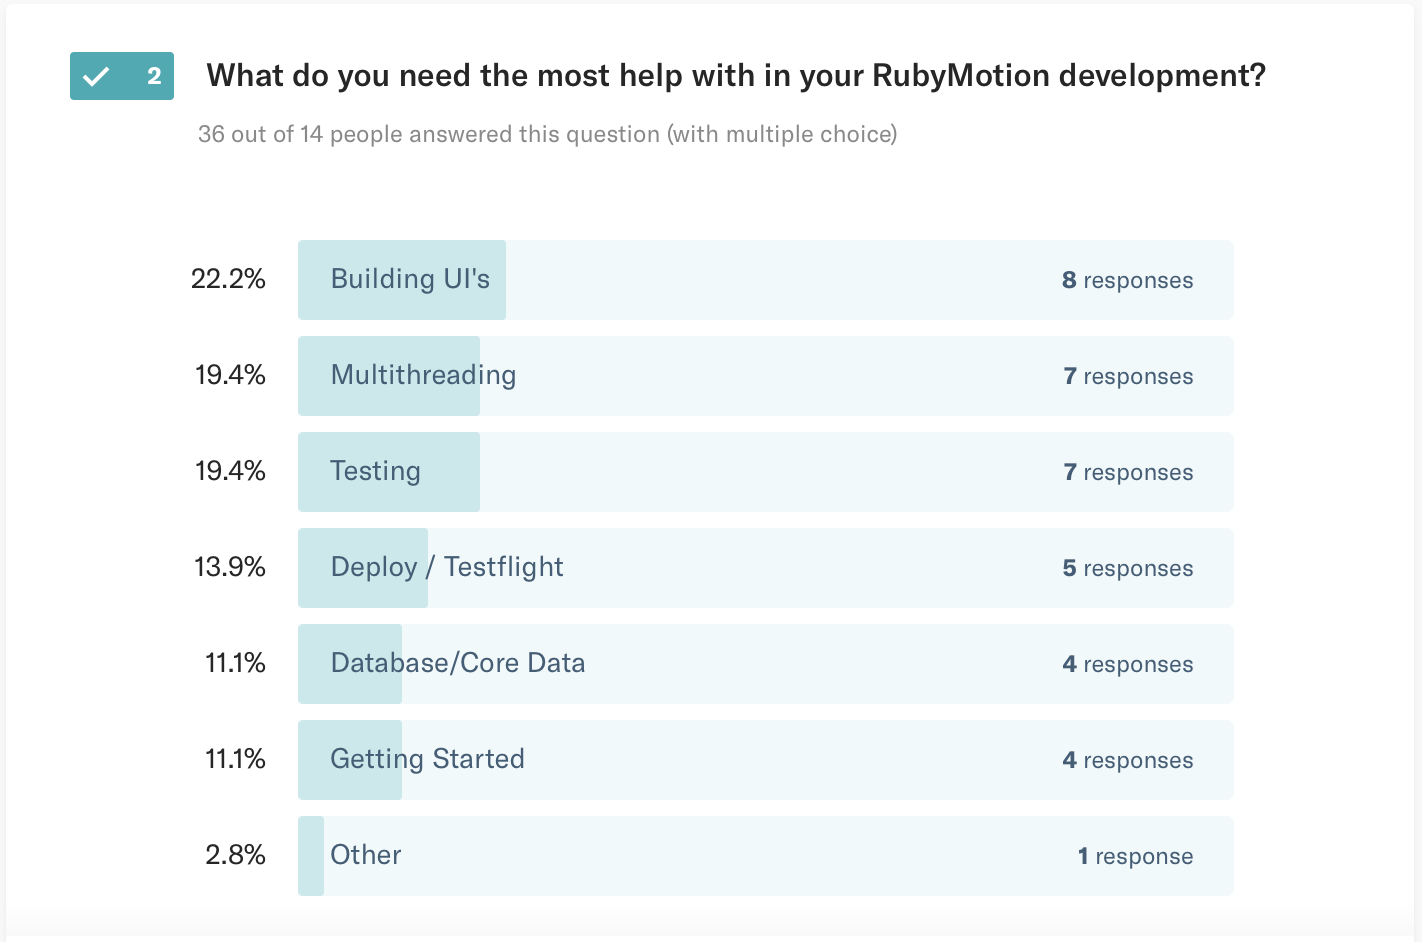 2 What do you need the most help with in your RubyMotion development?
36 out of 14 people answered this question (with multiple choice)
22.2% Building UI's 8 responses
19.4% Multithreading 7 responses
19.4% Testing 7 responses
13.9% Deploy / Testflight 5 responses
11.1% Database/Core Data 4 responses
11.1% Getting Started 4 responses
2.8% Other 1 response